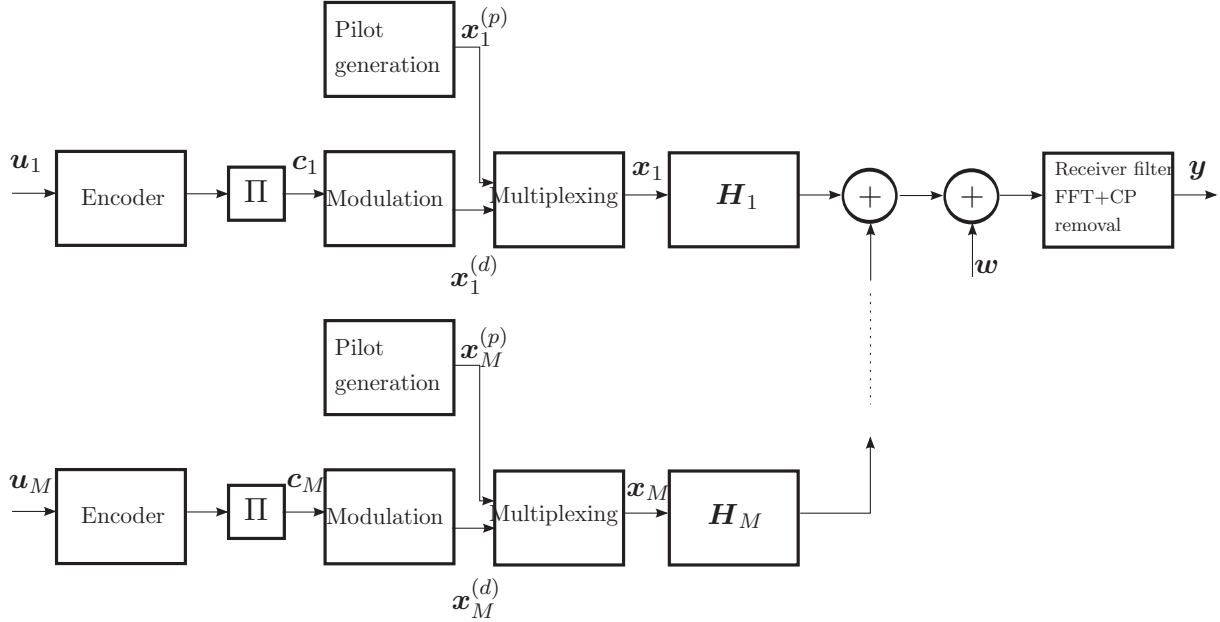 Pilot
generation
x_1^{(p)}
u_1
Encoder
Π
c_1
Modulation
x_1^{(d)}
Multiplexing
x_1
H_1
+
+
w
Receiver filter
FFT+CP
removal
y
Pilot
generation
x_M^{(p)}
u_M
Encoder
Π
c_M
Modulation
x_M^{(d)}
Multiplexing
x_M
H_M